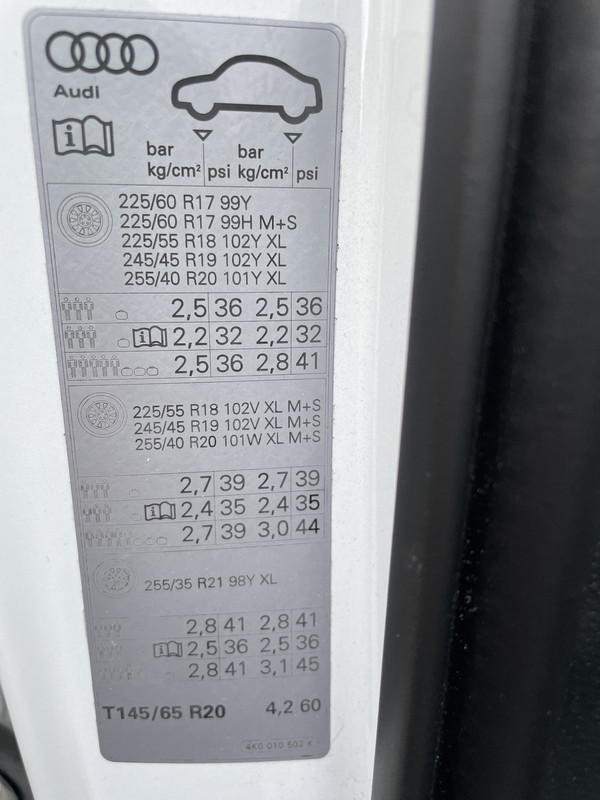 Audi
i
bar bar
kg/cm² psi kg/cm² psi
225/60 R17 99Y
225/60 R17 99H M+S
225/55 R18 102Y XL
245/45 R19 102Y XL
255/40 R20 101Y XL
2,5 36 2,5 36
i 2,2 32 2,2 32
2,5 36 2,8 41
225/55 R18 102V XL M+S
245/45 R19 102V XL M+S
255/40 R20 101W XL M+S
2,7 39 2,7 39
i 2,4 35 2,4 35
2,7 39 3,0 44
255/35 R21 98Y XL
2,8 41 2,8 41
i 2,5 36 2,5 36
2,8 41 3,1 45
T145/65 R20 4,2 60
4K0 010 502 K